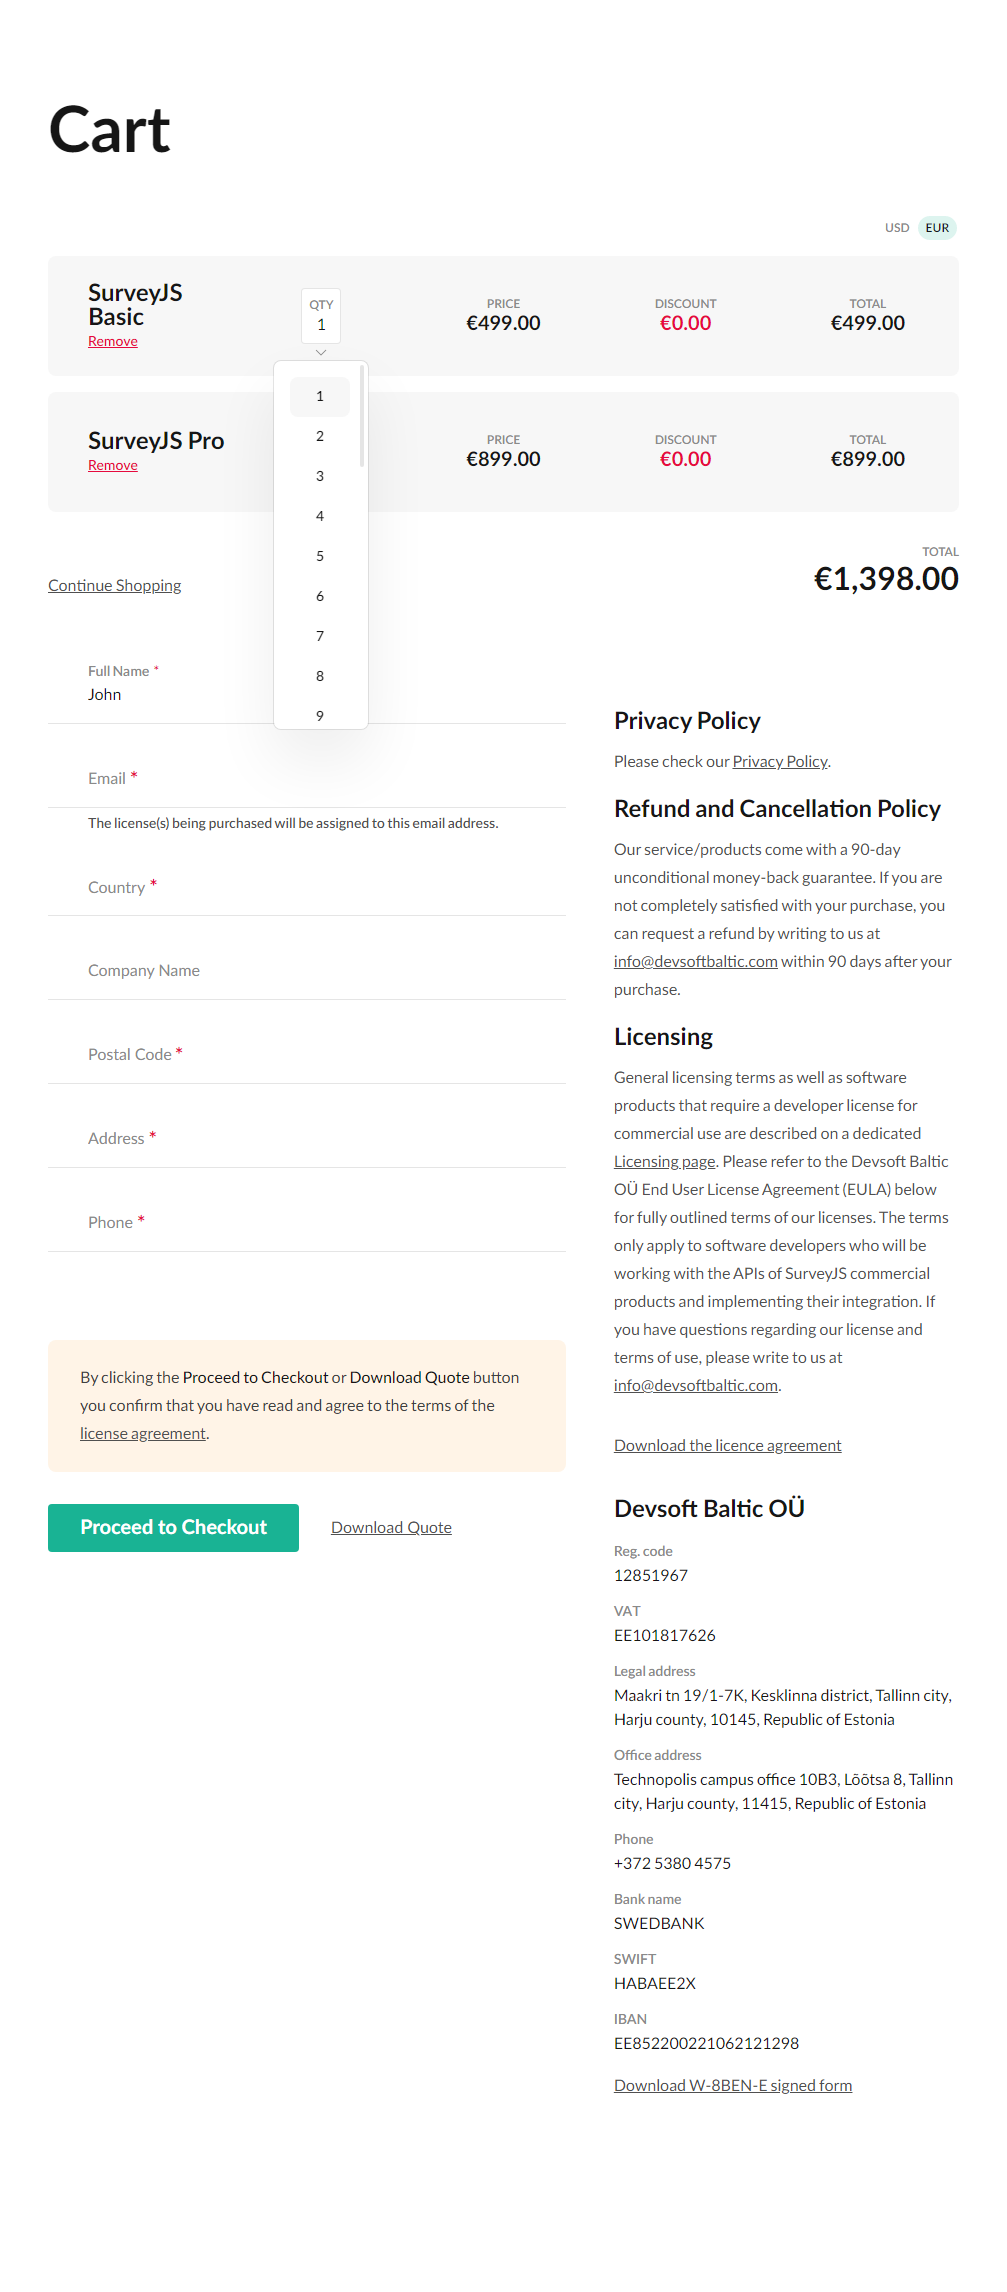 Cart
USD EUR
SurveyJS
Basic
Remove
QTY
1
PRICE
€499.00
DISCOUNT
€0.00
TOTAL
€499.00
1
2
3
4
5
6
7
8
9
SurveyJS Pro
Remove
PRICE
€899.00
DISCOUNT
€0.00
TOTAL
€899.00
Continue Shopping
TOTAL
€1,398.00
Full Name *
John
Email *
The license(s) being purchased will be assigned to this email address.
Country *
Company Name
Postal Code *
Address *
Phone *
By clicking the Proceed to Checkout or Download Quote button
you confirm that you have read and agree to the terms of the
license agreement.
Proceed to Checkout
Download Quote
Privacy Policy
Please check our Privacy Policy.
Refund and Cancellation Policy
Our service/products come with a 90-day
unconditional money-back guarantee. If you are
not completely satisfied with your purchase, you
can request a refund by writing to us at
info@devsoftbaltic.com within 90 days after your
purchase.
Licensing
General licensing terms as well as software
products that require a developer license for
commercial use are described on a dedicated
Licensing page. Please refer to the Devsoft Baltic
OÜ End User License Agreement (EULA) below
for fully outlined terms of our licenses. The terms
only apply to software developers who will be
working with the APIs of SurveyJS commercial
products and implementing their integration. If
you have questions regarding our license and
terms of use, please write to us at
info@devsoftbaltic.com.
Download the licence agreement
Devsoft Baltic OÜ
Reg. code
12851967
VAT
EE101817626
Legal address
Maakri tn 19/1-7K, Kesklinna district, Tallinn city,
Harju county, 10145, Republic of Estonia
Office address
Technopolis campus office 10B3, Lõõtsa 8, Tallinn
city, Harju county, 11415, Republic of Estonia
Phone
+372 5380 4575
Bank name
SWEDBANK
SWIFT
HABAEE2X
IBAN
EE852200221062121298
Download W-8BEN-E signed form